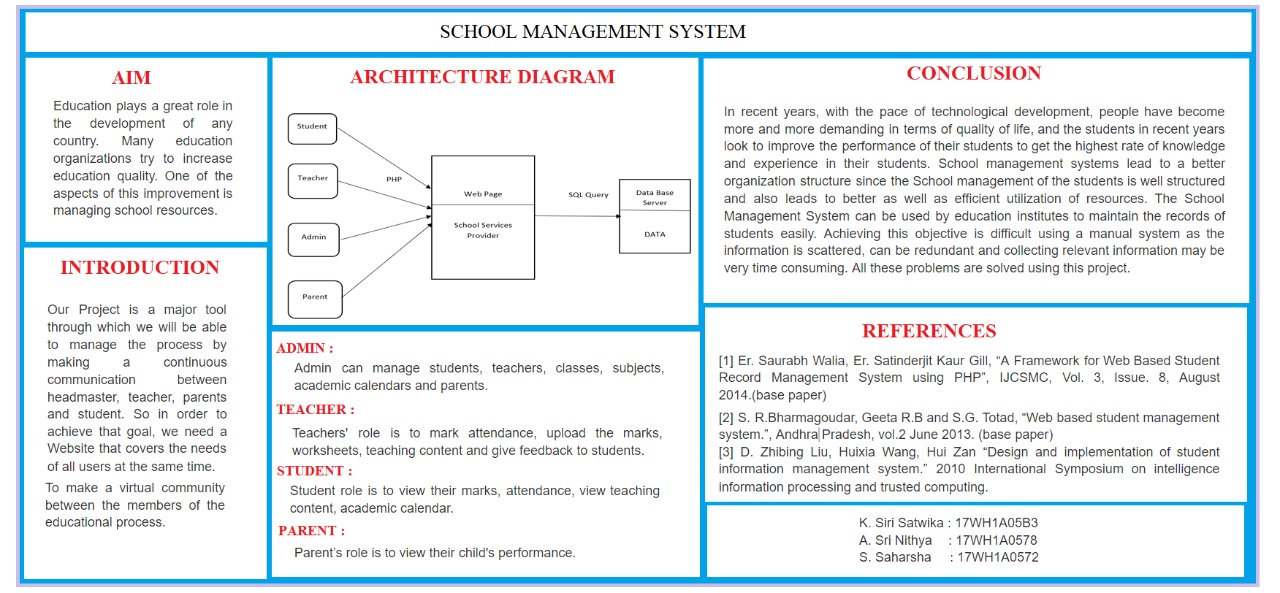 SCHOOL MANAGEMENT SYSTEM
AIM
Education plays a great role in
the development of any
country. Many education
organizations try to increase
education quality. One of the
aspects of this improvement is
managing school resources.
INTRODUCTION
Our Project is a major tool
through which we will be able
to manage the process by
making a continuous
communication between
headmaster, teacher, parents
and student. So in order to
achieve that goal, we need a
Website that covers the needs
of all users at the same time.
To make a virtual community
between the members of the
educational process.
ARCHITECTURE DIAGRAM
Student
Teacher
Admin
Parent
PHP
Web Page
School Services
Provider
SQL Query
Data Base
Server
DATA
ADMIN :
Admin can manage students, teachers, classes, subjects,
academic calendars and parents.
TEACHER :
Teachers' role is to mark attendance, upload the marks,
worksheets, teaching content and give feedback to students.
STUDENT :
Student role is to view their marks, attendance, view teaching
content, academic calendar.
PARENT :
Parent's role is to view their child's performance.
CONCLUSION
In recent years, with the pace of technological development, people have become
more and more demanding in terms of quality of life, and the students in recent years
look to improve the performance of their students to get the highest rate of knowledge
and experience in their students. School management systems lead to a better
organization structure since the School management of the students is well structured
and also leads to better as well as efficient utilization of resources. The School
Management System can be used by education institutes to maintain the records of
students easily. Achieving this objective is difficult using a manual system as the
information is scattered, can be redundant and collecting relevant information may be
very time consuming. All these problems are solved using this project.
REFERENCES
[1] Er. Saurabh Walia, Er. Satinderjit Kaur Gill, “A Framework for Web Based Student
Record Management System using PHP”, IJCSMC, Vol. 3, Issue. 8, August
2014.(base paper)
[2] S. R.Bharmagoudar, Geeta R.B and S.G. Totad, “Web based student management
system.”, Andhra Pradesh, vol.2 June 2013. (base paper)
[3] D. Zhibing Liu, Huixia Wang, Hui Zan “Design and implementation of student
information management system.” 2010 International Symposium on intelligence
information processing and trusted computing.
K. Siri Satwika : 17WH1A05B3
A. Sri Nithya : 17WH1A0578
S. Saharsha : 17WH1A0572